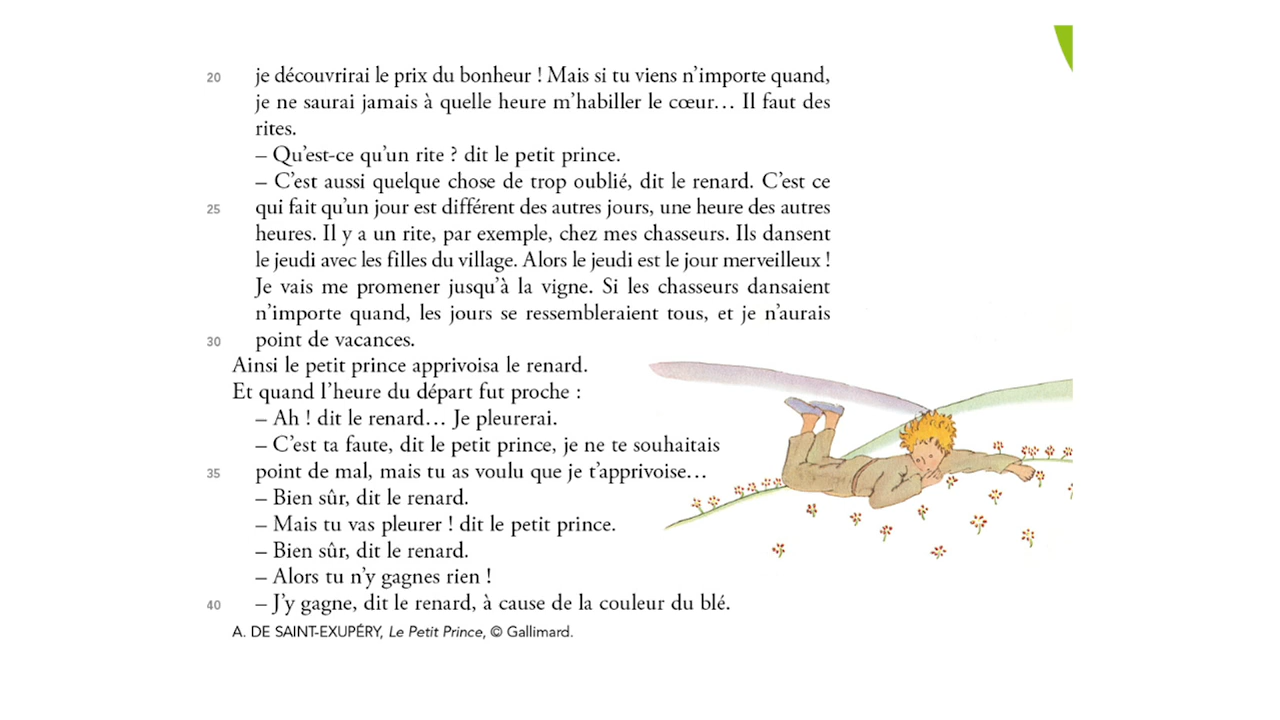 20 je découvrirai le prix du bonheur ! Mais si tu viens n'importe quand,
je ne saurai jamais à quelle heure m'habiller le cœur… Il faut des
rites.
– Qu'est-ce qu'un rite ? dit le petit prince.
– C'est aussi quelque chose de trop oublié, dit le renard. C'est ce
25 qui fait qu'un jour est différent des autres jours, une heure des autres
heures. Il y a un rite, par exemple, chez mes chasseurs. Ils dansent
le jeudi avec les filles du village. Alors le jeudi est le jour merveilleux !
Je vais me promener jusqu'à la vigne. Si les chasseurs dansaient
n'importe quand, les jours se ressembleraient tous, et je n'aurais
30 point de vacances.
Ainsi le petit prince apprivoisa le renard.
Et quand l'heure du départ fut proche :
– Ah ! dit le renard… Je pleurerai.
– C'est ta faute, dit le petit prince, je ne te souhaitais
35 point de mal, mais tu as voulu que je t'apprivoise…
– Bien sûr, dit le renard.
– Mais tu vas pleurer ! dit le petit prince.
– Bien sûr, dit le renard.
– Alors tu n'y gagnes rien !
40 – J'y gagne, dit le renard, à cause de la couleur du blé.
A. DE SAINT-EXUPÉRY, Le Petit Prince, © Gallimard.